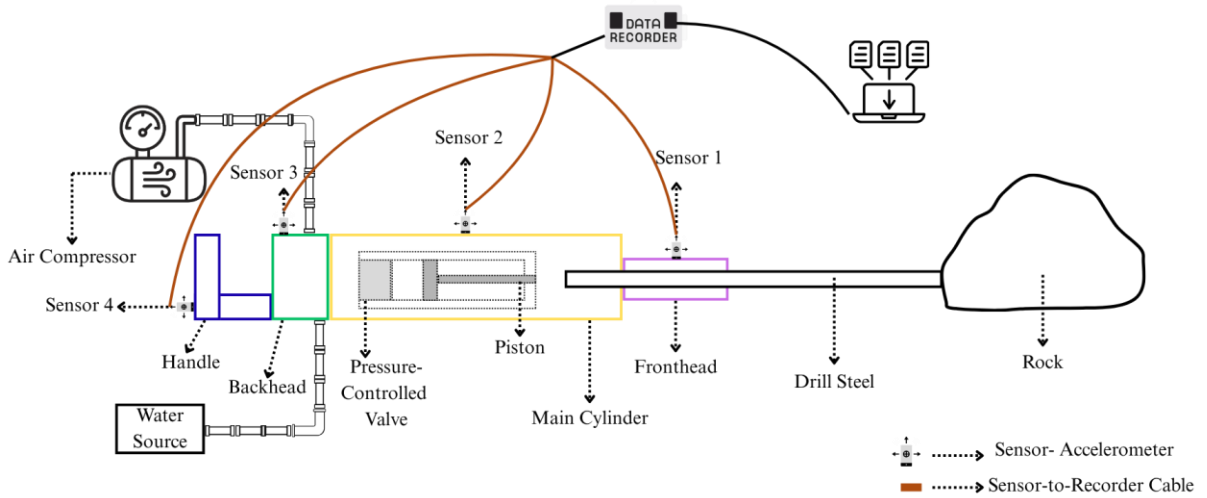 DATA
RECORDER
Sensor 2
Sensor 1
Sensor 3
Air Compressor
Sensor 4
Handle
Backhead
Pressure-
Controlled
Valve
Piston
Main Cylinder
Fronthead
Drill Steel
Rock
Water
Source
Sensor- Accelerometer
Sensor-to-Recorder Cable